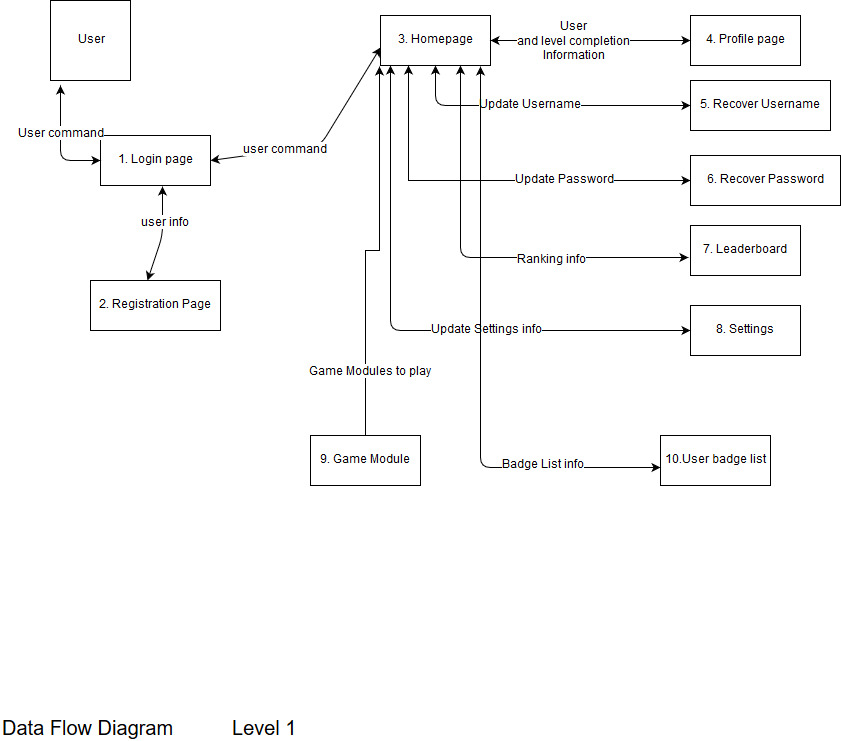 User
3. Homepage
User
and level completion
Information
4. Profile page
Update Username
5. Recover Username
User command
1. Login page
user command
Update Password
6. Recover Password
user info
Ranking info
7. Leaderboard
2. Registration Page
Update Settings info
8. Settings
Game Modules to play
9. Game Module
Badge List info
10.User badge list
Data Flow Diagram Level 1